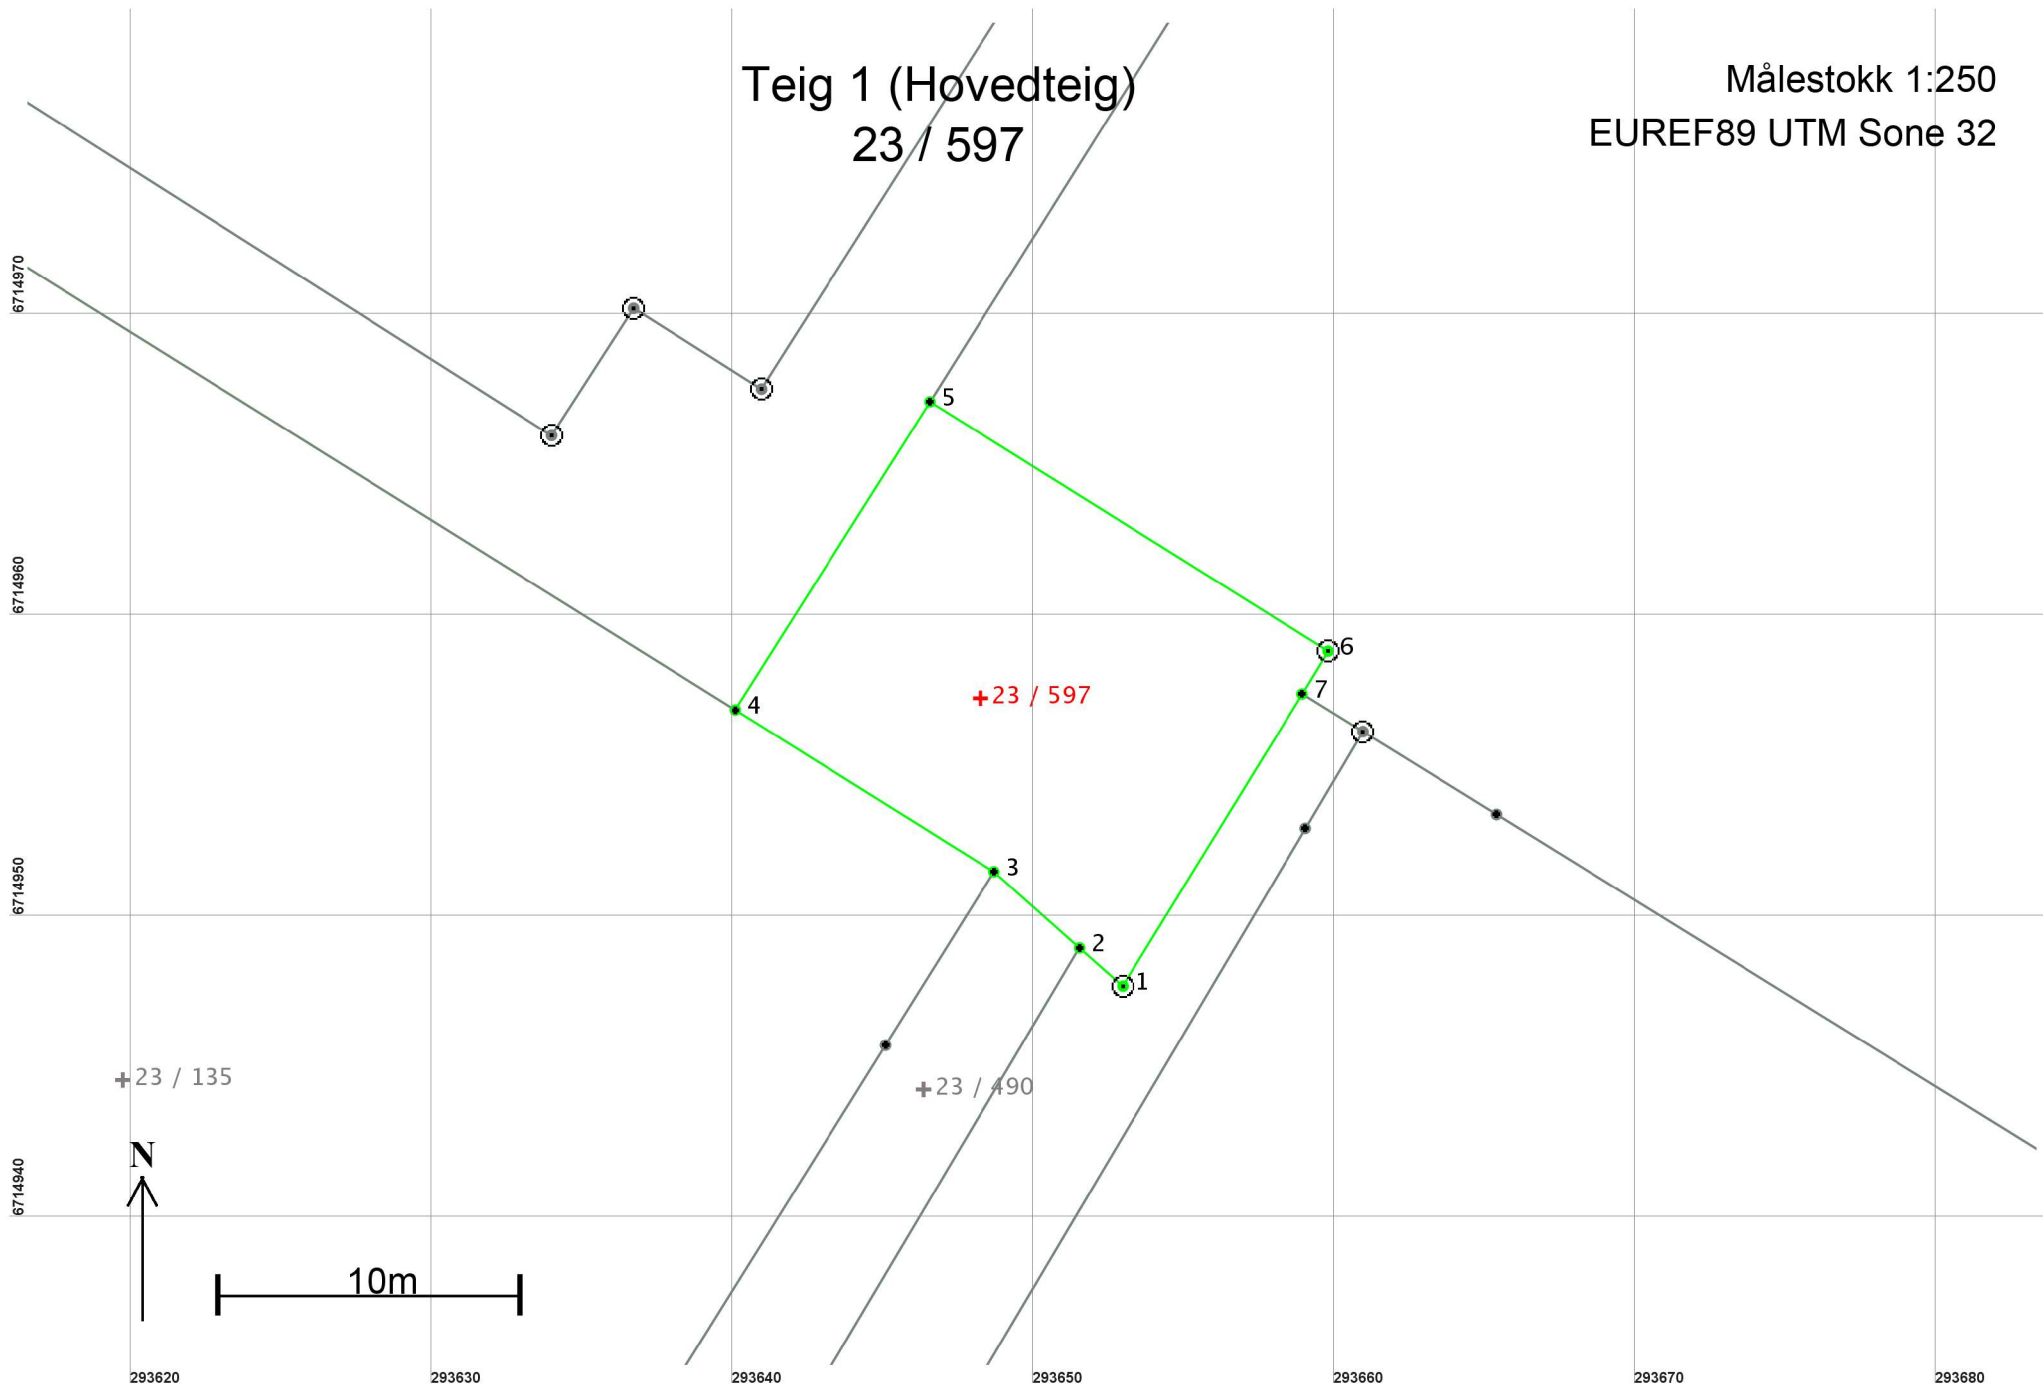 Teig 1 (Hovedteig)
23 / 597
Målestokk 1:250
EUREF89 UTM Sone 32
6714970
5
6714960
6
7
4
23 / 597
3
6714950
2
1
23 / 135
23 / 490
N
6714940
10m
293620
293630
293640
293650
293660
293670
293680